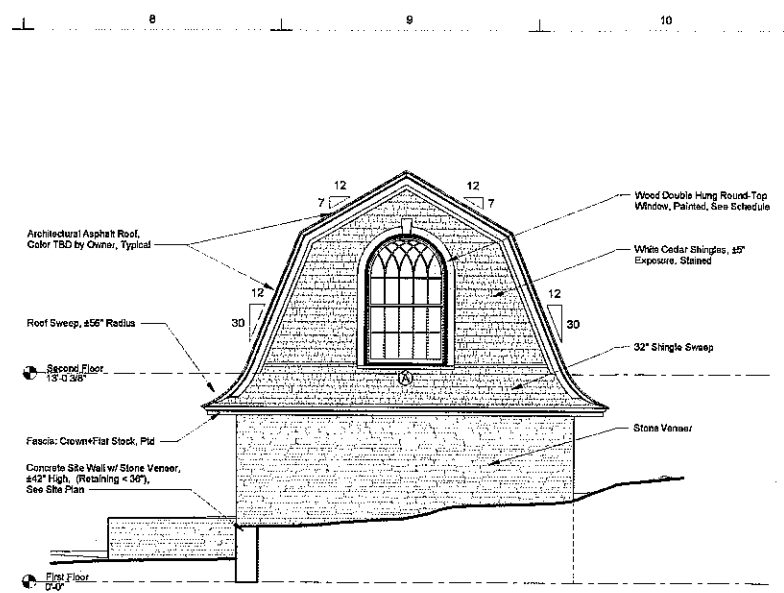 8 9 10
12 12
7 7
Wood Double Hung Round-Top
Window, Painted, See Schedule
Architectural Asphalt Roof,
Color TBD by Owner, Typical
White Cedar Shingles, ±5"
Exposure, Stained
12 12
30 30
Roof Sweep, ±56" Radius
32" Shingle Sweep
Second Floor
13'-0 3/8"
A
Fascia: Crown+Flat Stock, Ptd
Stone Veneer
Concrete Site Wall w/ Stone Veneer,
±42" High, (Retaining < 36"),
See Site Plan
First Floor
0'-0"